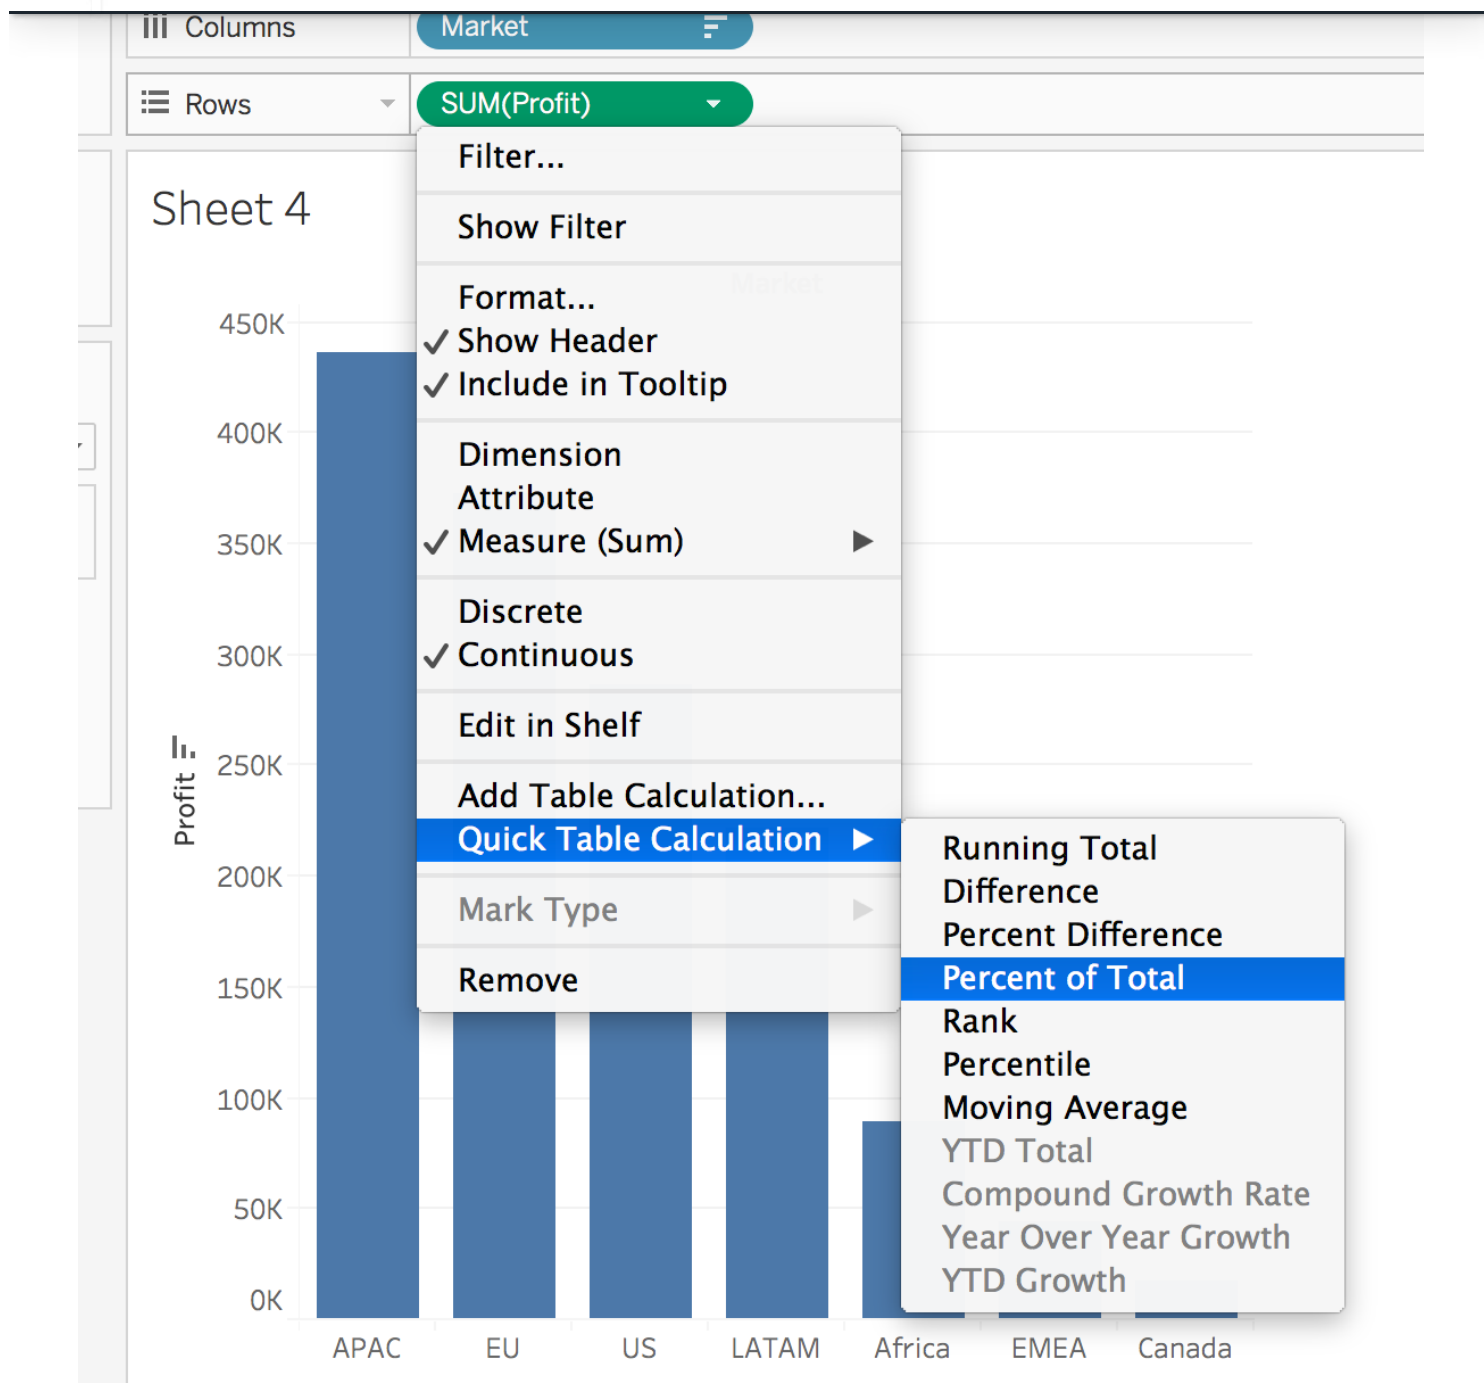 Columns
Market
Rows
SUM(Profit)
Filter...
Show Filter
Format...
Show Header
Include in Tooltip
Dimension
Attribute
Measure (Sum)
Discrete
Continuous
Edit in Shelf
Add Table Calculation...
Quick Table Calculation
Mark Type
Remove
Running Total
Difference
Percent Difference
Percent of Total
Rank
Percentile
Moving Average
YTD Total
Compound Growth Rate
Year Over Year Growth
YTD Growth
Sheet 4
Market
450K
400K
350K
300K
250K
200K
150K
100K
50K
0K
Profit
APAC
EU
US
LATAM
Africa
EMEA
Canada